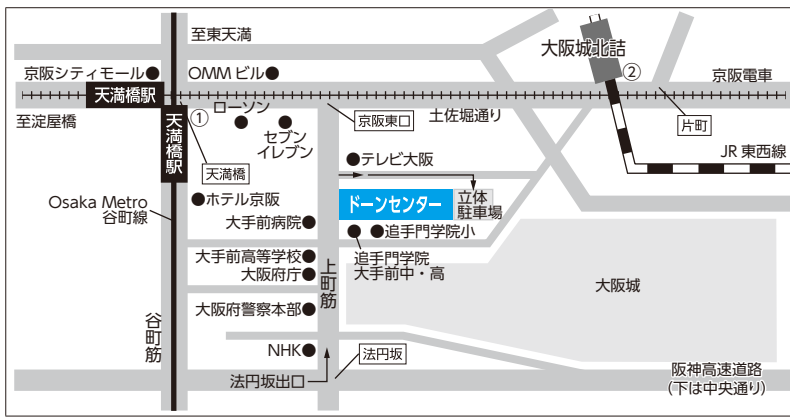 至東天満
大阪城北詰
京阪シティモール
OMMビル
②
京阪電車
天満橋駅
ローソン
至淀屋橋
天満橋駅
①
セブン
イレブン
京阪東口
土佐堀通り
片町
天満橋
テレビ大阪
JR東西線
Osaka Metro
谷町線
ホテル京阪
ドーンセンター
立体
駐車場
大手前病院
追手門学院小
大手前高等学校
追手門学院
大手前中・高
大阪府庁
上町筋
大阪城
大阪府警察本部
谷町筋
NHK
法円坂
法円坂出口
阪神高速道路
(下は中央通り)